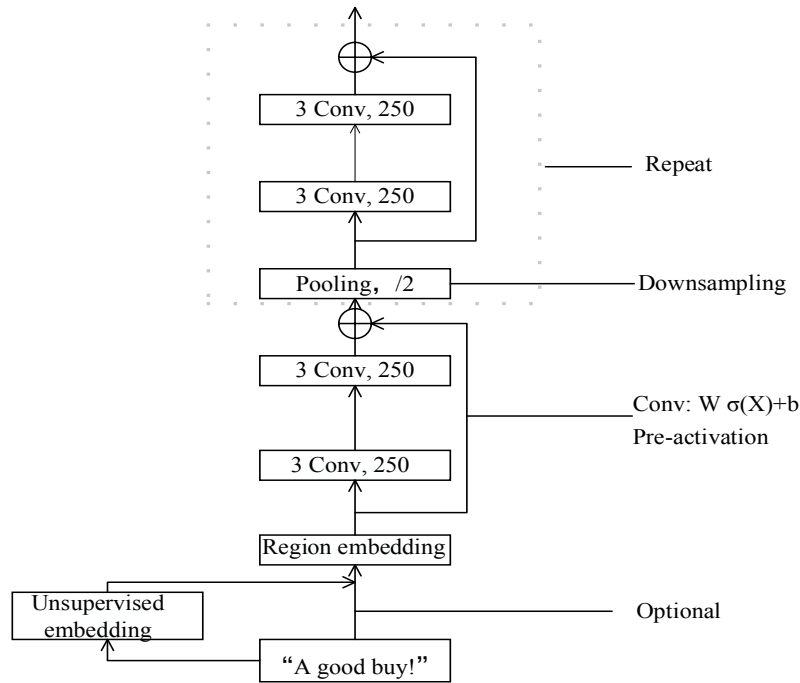 3 Conv, 250
3 Conv, 250
Repeat
Pooling，/2
Downsampling
3 Conv, 250
Conv: W σ(X)+b
Pre-activation
3 Conv, 250
Region embedding
Unsupervised
embedding
Optional
“A good buy!”